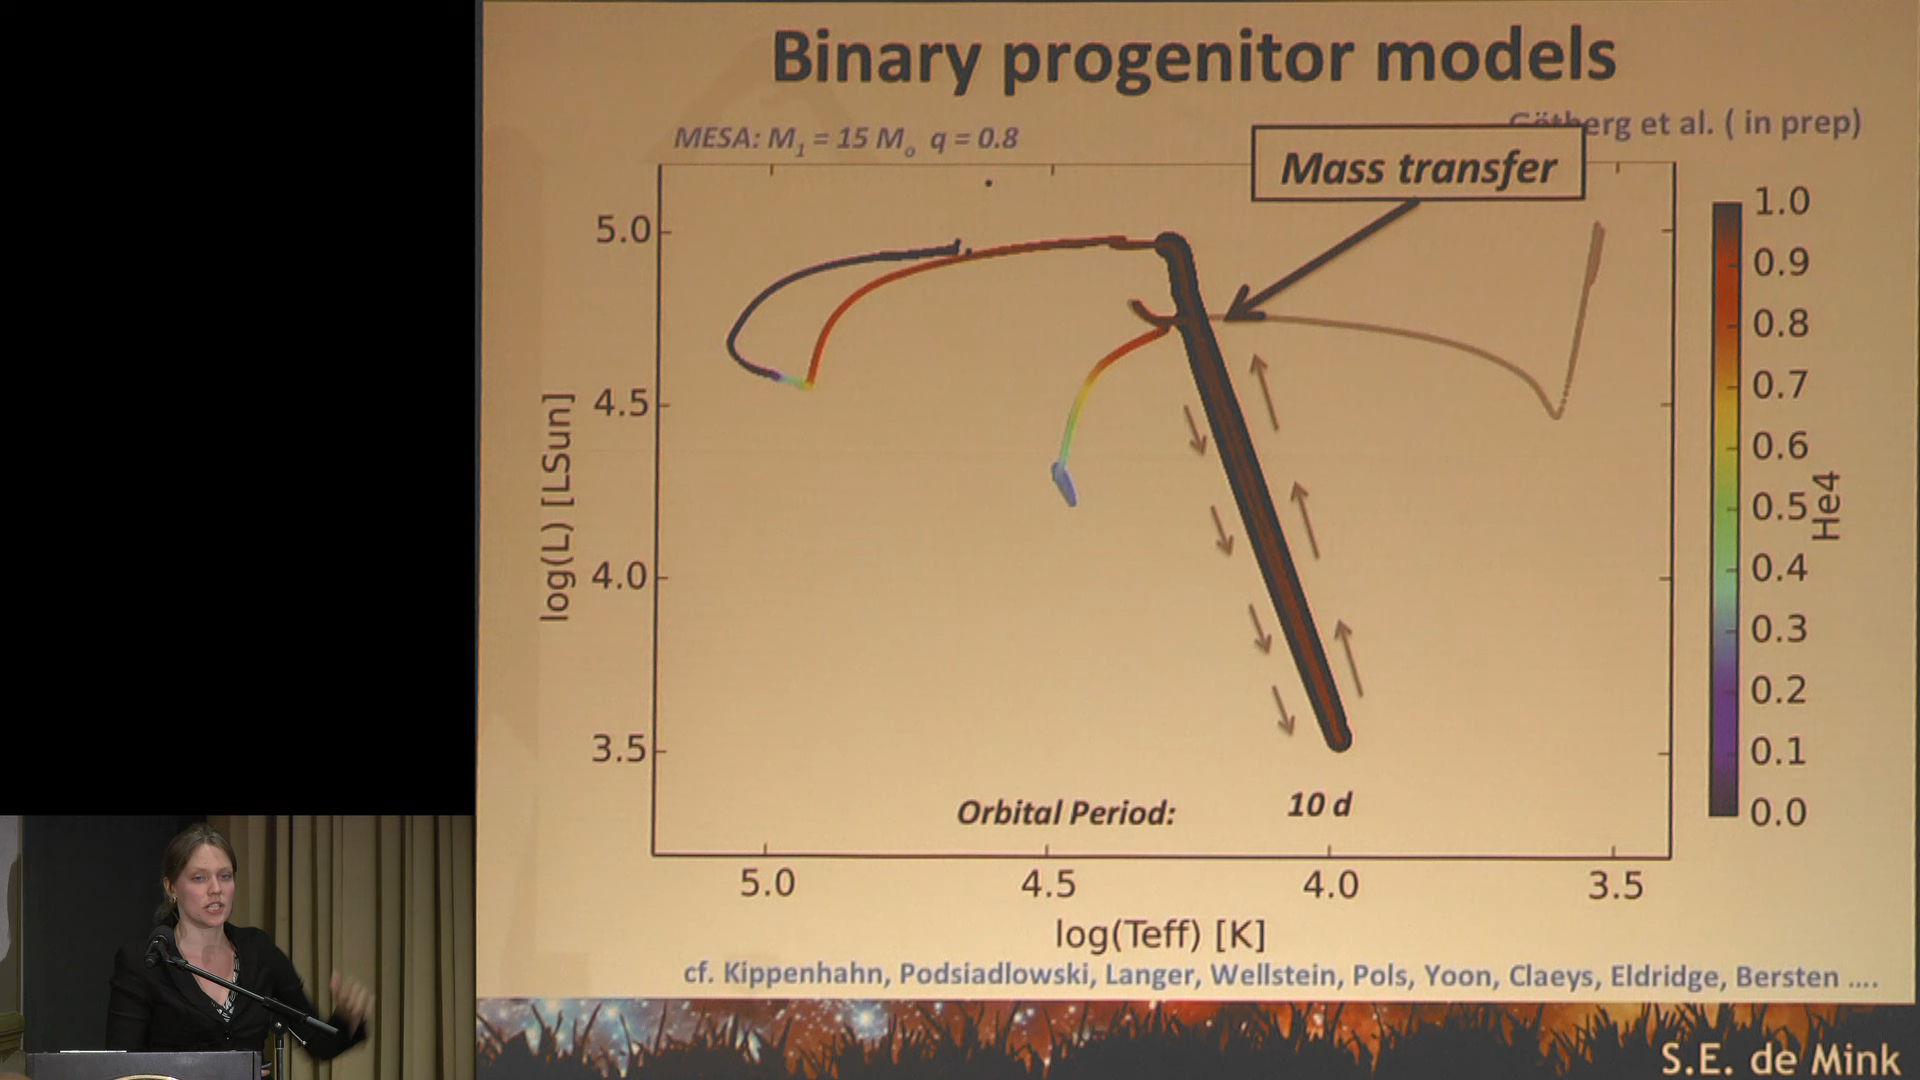 Binary progenitor models
MESA: M1 = 15 Mo q = 0.8
Götberg et al. ( in prep)
Mass transfer
5.0
4.5
4.0
3.5
log(L) [LSun]
1.0
0.9
0.8
0.7
0.6
0.5
0.4
0.3
0.2
0.1
0.0
He4
Orbital Period: 10 d
5.0 4.5 4.0 3.5
log(Teff) [K]
cf. Kippenhahn, Podsiadlowski, Langer, Wellstein, Pols, Yoon, Claeys, Eldridge, Bersten ....
S.E. de Mink